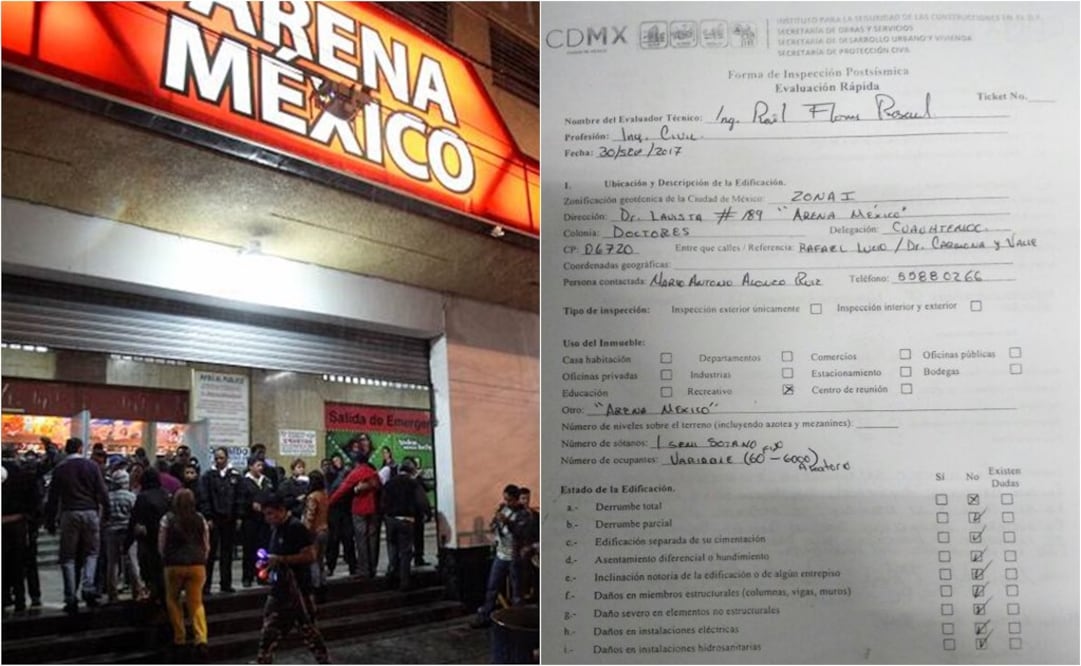 ARENA
MÉXICO
Salida de Emergen
CDMX
CIUDAD DE MÉXICO
INSTITUTO PARA LA SEGURIDAD DE LAS CONSTRUCCIONES EN EL D.F.
SECRETARÍA DE OBRAS Y SERVICIOS
SECRETARÍA DE DESARROLLO URBANO Y VIVIENDA
SECRETARÍA DE PROTECCIÓN CIVIL
Forma de Inspección Postsísmica
Evaluación Rápida
Ticket No.
Nombre del Evaluador Técnico: Ing. Raúl Flores
Profesión: Ing. Civil.
Fecha: 30/SEP/2017
I. Ubicación y Descripción de la Edificación.
Zonificación geotécnica de la Ciudad de México: ZONA I
Dirección: Dr. LAVISTA # 189 "ARENA MÉXICO"
Colonia: DOCTORES Delegación: CUAUHTEMOC.
CP: 06720 Entre que calles / Referencia: RAFAEL LUCIO / Dr. CARMONA Y VALLE
Coordenadas geográficas:
Persona contactada: MARIO ANTONIO ALONZO RUIZ Teléfono: 55880266
Tipo de inspección: Inspección exterior únicamente Inspección interior y exterior
Uso del Inmueble:
Casa habitación Departamentos Comercios Oficinas públicas
Oficinas privadas Industrias Estacionamiento Bodegas
Educación Recreativo Centro de reunión
Otro: "ARENA MEXICO"
Número de niveles sobre el terreno (incluyendo azotea y mezanines):
Número de sótanos: 1 SEMI SOTANO
Número de ocupantes: VARIABLE (60 FIJO - 6000) Aleatorio
Estado de la Edificación. Sí No Existen Dudas
a.- Derrumbe total
b.- Derrumbe parcial
c.- Edificación separada de su cimentación
d.- Asentamiento diferencial o hundimiento
e.- Inclinación notoria de la edificación o de algún entrepiso
f.- Daños en miembros estructurales (columnas, vigas, muros)
g.- Daño severo en elementos no estructurales
h.- Daños en instalaciones eléctricas
i.- Daños en instalaciones hidrosanitarias